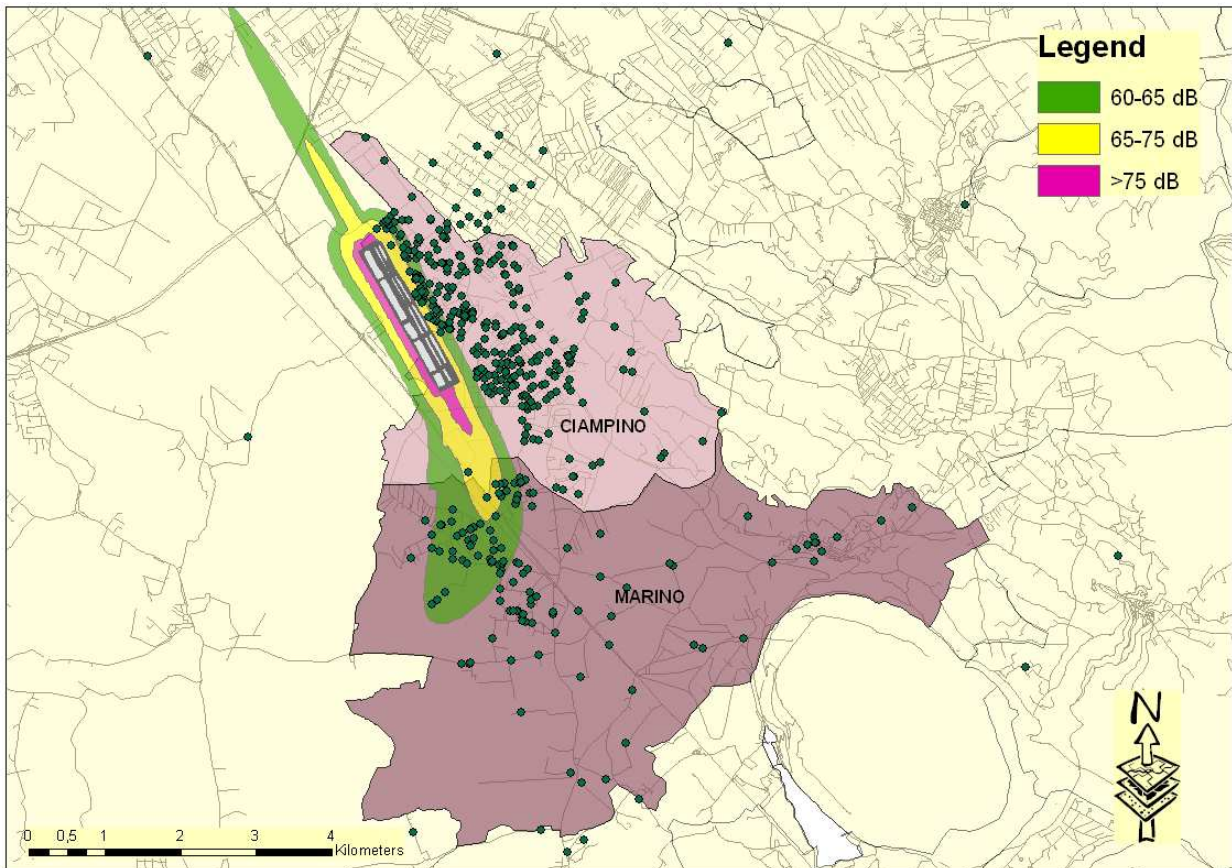 Legend
60-65 dB
65-75 dB
>75 dB
CIAMPINO
MARINO
N
0 0,5 1 2 3 4
Kilometers